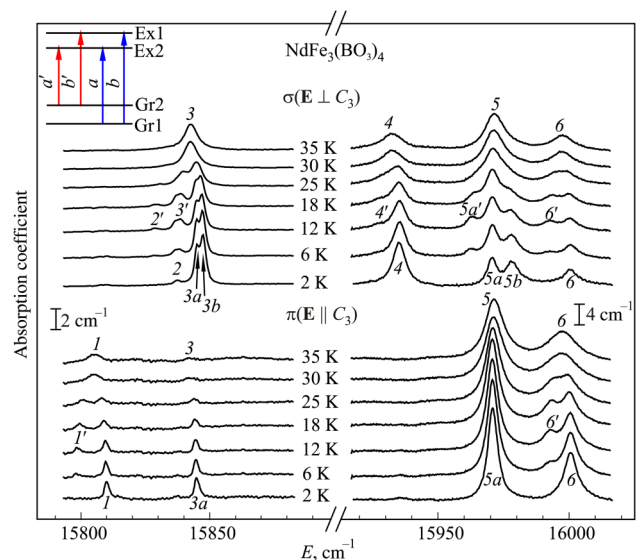 Ex1
Ex2
a′ b′ a b
Gr2
Gr1
NdFe3(BO3)4
σ(E ⊥ C3)
3
4
5
6
35 K
30 K
25 K
18 K
12 K
6 K
2 K
2′ 3′
4′ 5a′ 6′
2
3a
3b
4
5a 5b 6
2 cm–1
4 cm–1
π(E || C3)
1 3
5
6
35 K
30 K
25 K
18 K
12 K
6 K
2 K
1′
6′
1 3a
5a 6
Absorption coefficient
15800 15850 15950 16000
E, cm–1